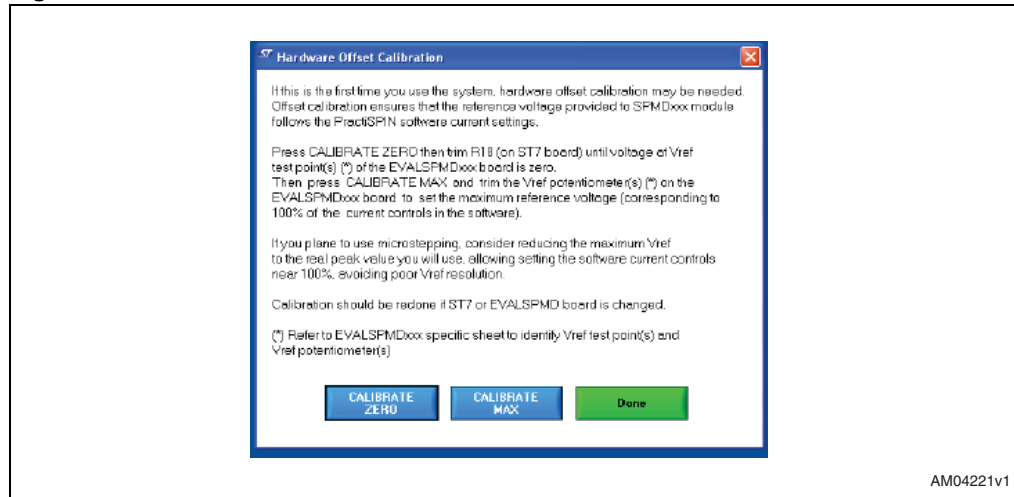 ST Hardware Offset Calibration
If this is the first time you use the system, hardware offset calibration may be needed.
Offset calibration ensures that the reference voltage provided to SPMDxxx module
follows the PractiSPIN software current settings.
Press CALIBRATE ZERO then trim R18 (on ST7 board) until voltage at Vref
test point(s) (*) of the EVALSPMDxxx board is zero.
Then press CALIBRATE MAX and trim the Vref potentiometer(s) (*) on the
EVALSPMDxxx board to set the maximum reference voltage (corresponding to
100% of the current controls in the software).
If you plane to use microstepping, consider reducing the maximum Vref
to the real peak value you will use, allowing setting the software current controls
near 100%, avoiding poor Vref resolution.
Calibration should be redone if ST7 or EVALSPMD board is changed.
(*) Refer to EVALSPMDxxx specific sheet to identify Vref test point(s) and
Vref potentiometer(s)
CALIBRATE
ZERO
CALIBRATE
MAX
Done
AM04221v1